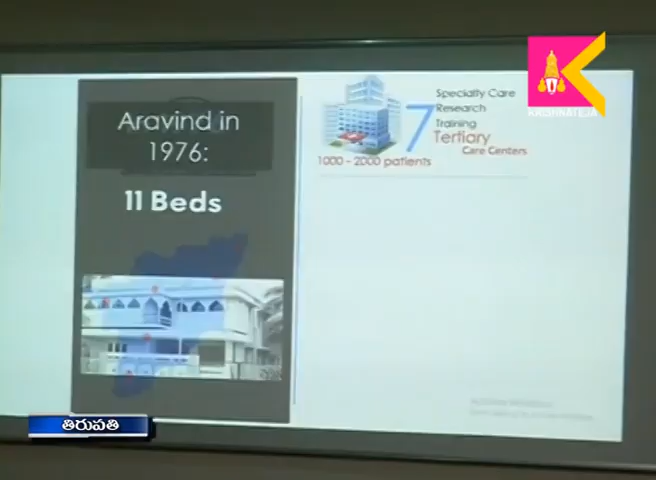 Aravind in
1976:
11 Beds
7
Specialty Care
Research
Training
Tertiary
Care Centers
1000 - 2000 patients
KRISHNATEJA
తిరుపతి